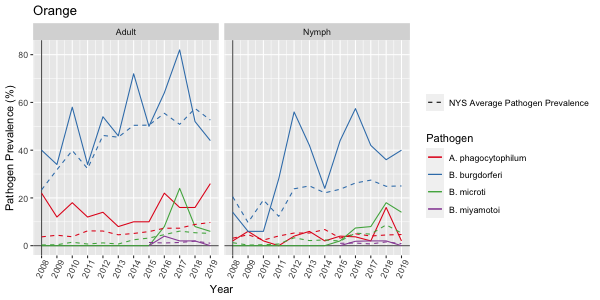 Orange
Adult
Nymph
80
60
40
20
0
Pathogen Prevalence (%)
2008 2009 2010 2011 2012 2013 2014 2015 2016 2017 2018 2019
2008 2009 2010 2011 2012 2013 2014 2015 2016 2017 2018 2019
Year
NYS Average Pathogen Prevalence
Pathogen
A. phagocytophilum
B. burgdorferi
B. microti
B. miyamotoi